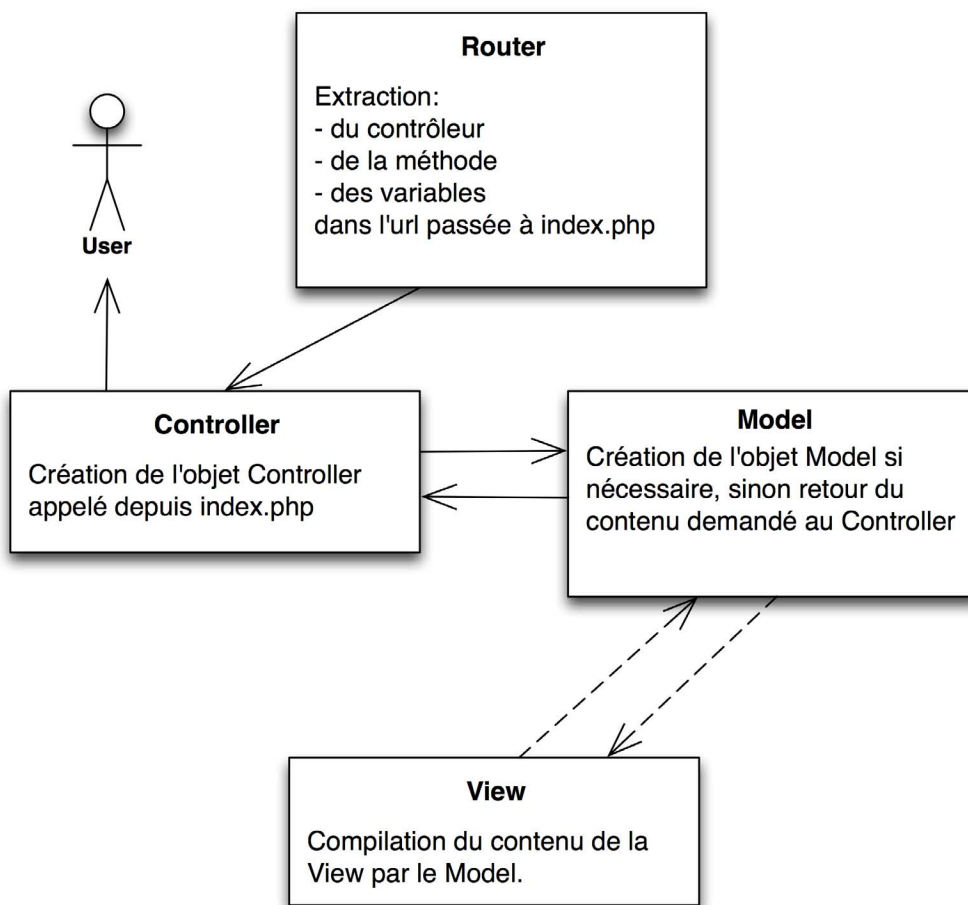 Router
Extraction:
- du contrôleur
- de la méthode
- des variables
dans l'url passée à index.php
User
Controller
Création de l'objet Controller
appelé depuis index.php
Model
Création de l'objet Model si
nécessaire, sinon retour du
contenu demandé au Controller
View
Compilation du contenu de la
View par le Model.